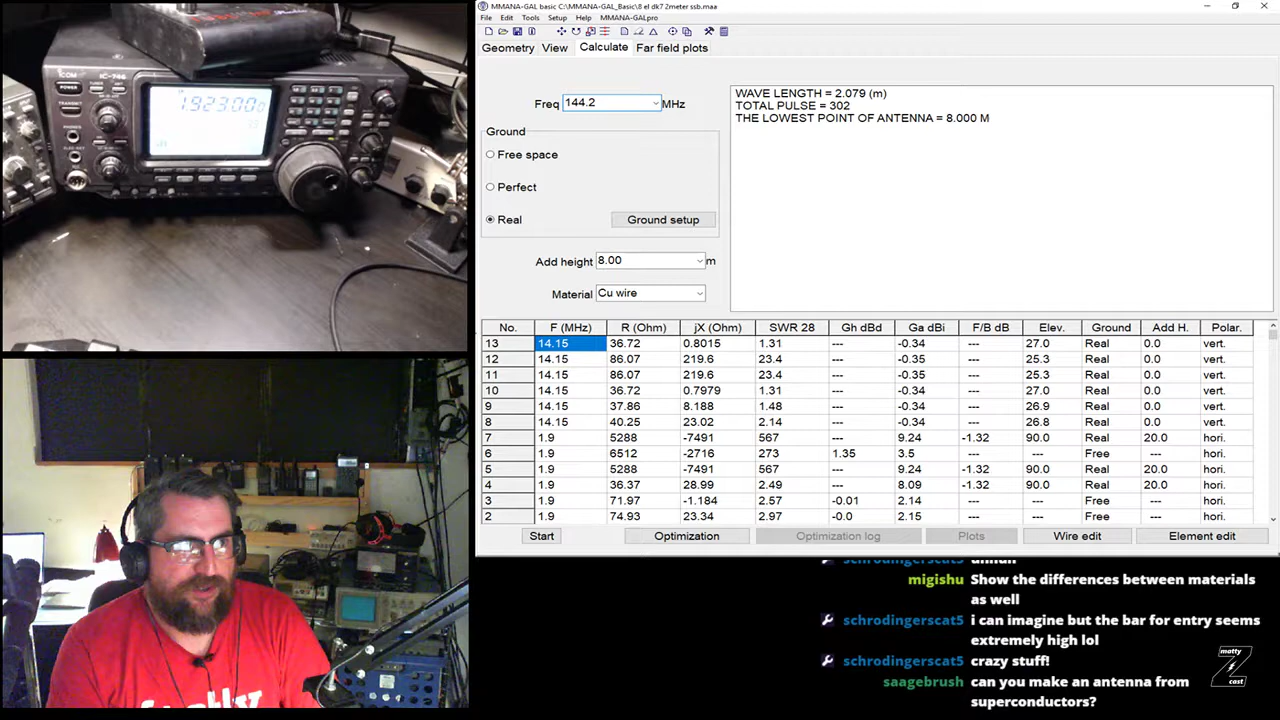 MMANA-GAL basic C:\MMANA-GAL_Basic\8 el dk7 2meter ssb.maa
File Edit Tools Setup Help MMANA-GALpro
Geometry View Calculate Far field plots
Freq 144.2 MHz
Ground
Free space
Perfect
Real Ground setup
Add height 8.00 m
Material Cu wire
WAVE LENGTH = 2.079 (m)
TOTAL PULSE = 302
THE LOWEST POINT OF ANTENNA = 8.000 M
No. F (MHz) R (Ohm) jX (Ohm) SWR 28 Gh dBd Ga dBi F/B dB Elev. Ground Add H. Polar.
13 14.15 36.72 0.8015 1.31 --- -0.34 --- 27.0 Real 0.0 vert.
12 14.15 86.07 219.6 23.4 --- -0.35 --- 25.3 Real 0.0 vert.
11 14.15 86.07 219.6 23.4 --- -0.35 --- 25.3 Real 0.0 vert.
10 14.15 36.72 0.7979 1.31 --- -0.34 --- 27.0 Real 0.0 vert.
9 14.15 37.86 8.188 1.48 --- -0.34 --- 26.9 Real 0.0 vert.
8 14.15 40.25 23.02 2.14 --- -0.34 --- 26.8 Real 0.0 vert.
7 1.9 5288 -7491 567 --- 9.24 -1.32 90.0 Real 20.0 hori.
6 1.9 6512 -2716 273 1.35 3.5 --- --- Free --- hori.
5 1.9 5288 -7491 567 --- 9.24 -1.32 90.0 Real 20.0 hori.
4 1.9 36.37 28.99 2.49 --- 8.09 -1.32 90.0 Real 20.0 hori.
3 1.9 71.97 -1.184 2.57 -0.01 2.14 --- --- Free --- hori.
2 1.9 74.93 23.34 2.97 -0.0 2.15 --- --- Free --- hori.
Start Optimization Optimization log Plots Wire edit Element edit
schrodingerscat5
migishu Show the differences between materials
as well
schrodingerscat5 i can imagine but the bar for entry seems
extremely high lol
schrodingerscat5 crazy stuff!
saagebrush can you make an antenna from
superconductors?
motty
Z
cast
ICOM
IC-746
POWER
TRANSMIT
PHONES